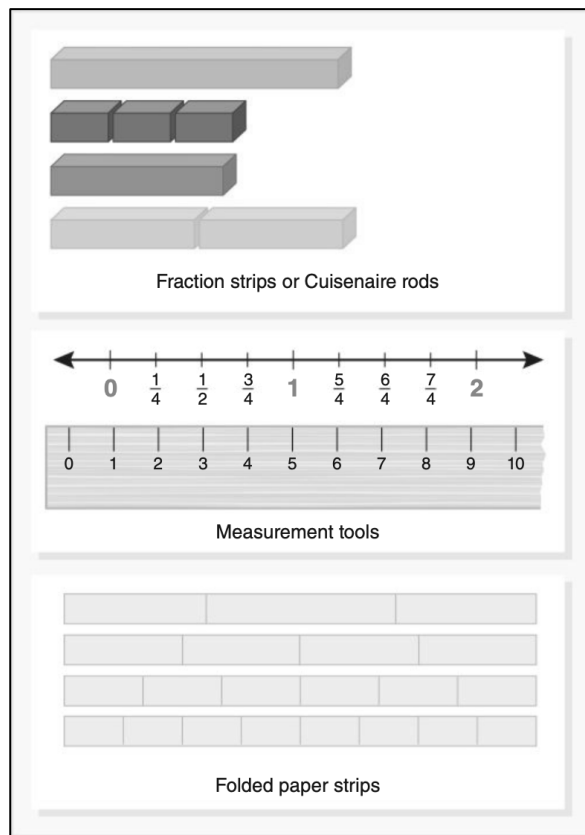 Fraction strips or Cuisenaire rods
0 1/4 1/2 3/4 1 5/4 6/4 7/4 2
0 1 2 3 4 5 6 7 8 9 10
Measurement tools
Folded paper strips